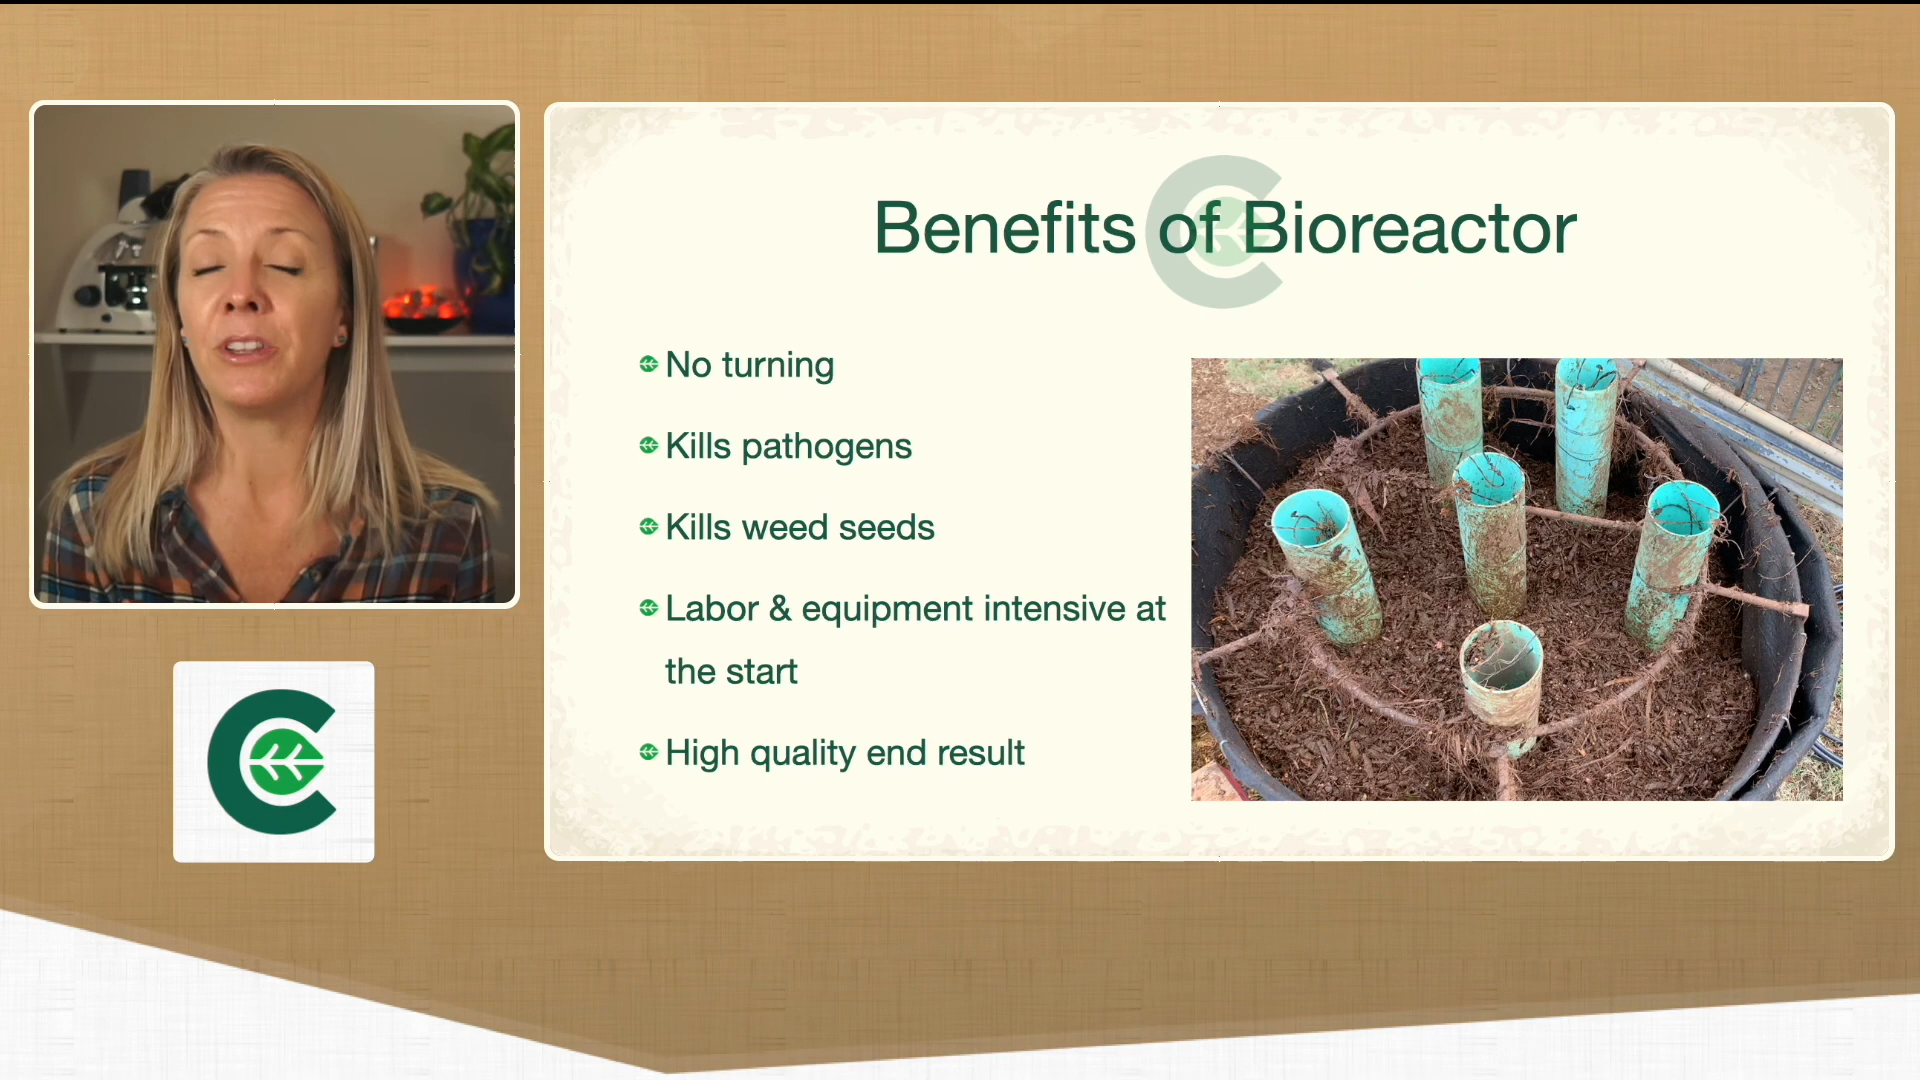 Benefits of Bioreactor
No turning
Kills pathogens
Kills weed seeds
Labor & equipment intensive at
the start
High quality end result